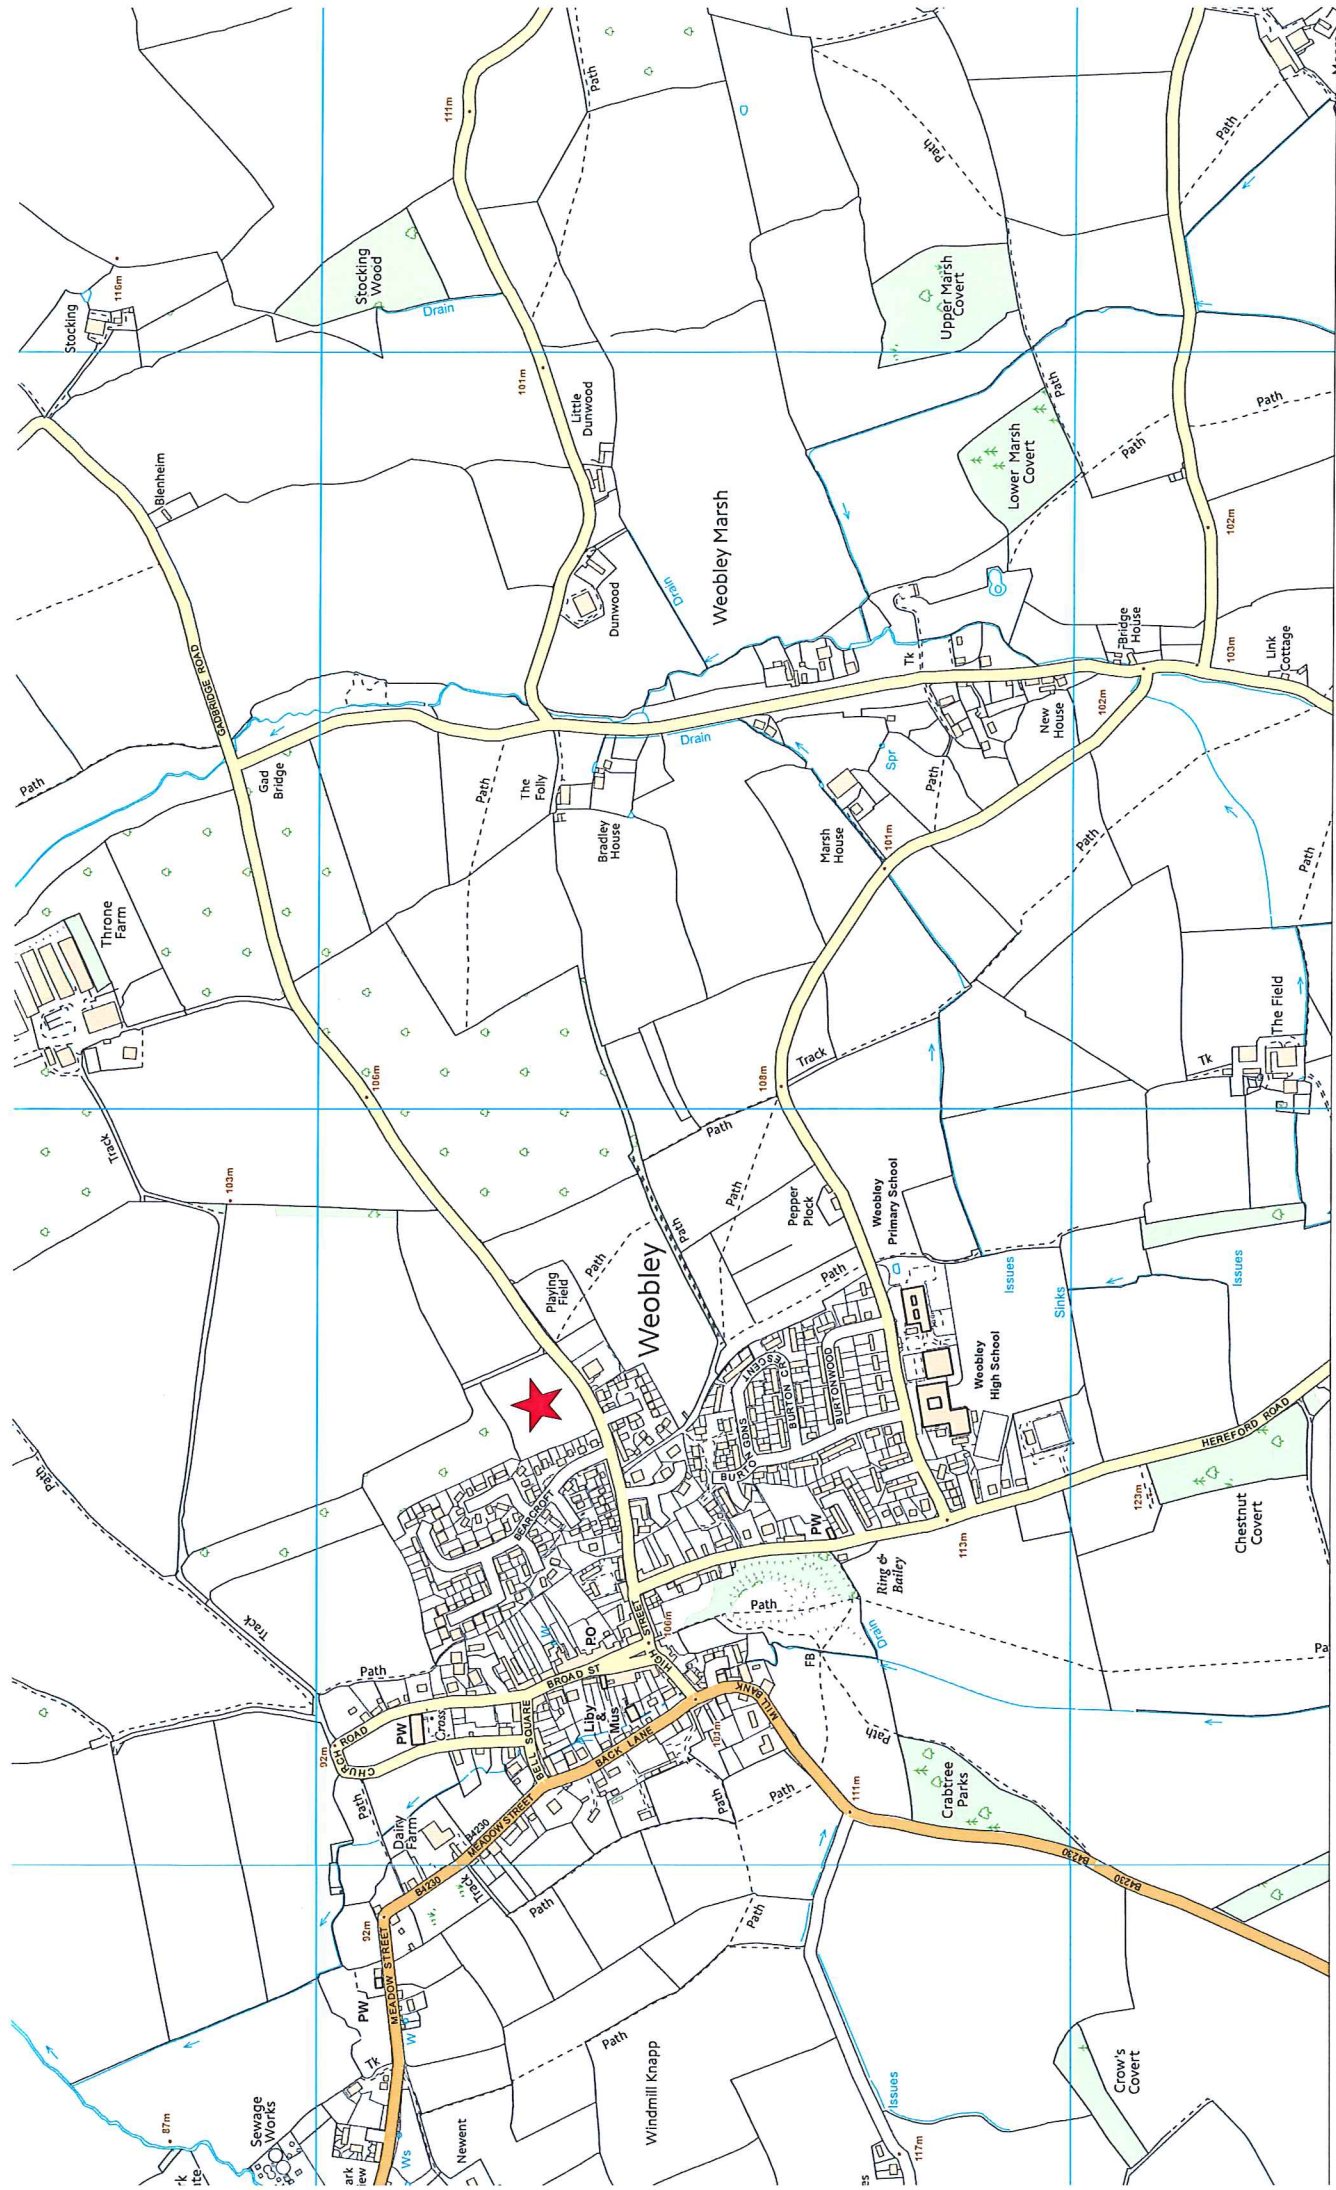 87m
Sewage
Works
Tk
Ws
Newent
Windmill Knapp
Path
Issues
117m
Crow's
Covert
PW
MEADOW STREET
W
92m
B4230
Track
Path
Path
Dairy
Farm
B4230
MEADOW STREET
Path
Path
Path
111m
Crabtree
Parks
Path
B4230
B4230
92m
CHURCH ROAD
PW
Cross
Path
Track
BELL SQUARE
BROAD ST
Liby
&
Mus
BACK LANE
101m
MILL BANK
HIGH
STREET
106m
PO
W
FB
Drain
Path
Ring &
Bailey
PW
113m
123m
Chestnut
Covert
HEREFORD ROAD
Path
BEARCROFT
BURTON GDNS
BURTON CRESCENT
BURTONWOOD
Weobley
High School
Weobley
Primary School
Weobley
Playing
Field
Path
Path
Path
Path
Path
Pepper
Plock
Issues
Sinks
Issues
103m
Track
106m
108m
Track
Tk
The Field
Throne
Farm
Path
Gad
Bridge
GADBRIDGE ROAD
Path
The
Folly
Bradley
House
Drain
Marsh
House
101m
Spr
Path
New
House
Path
Path
102m
Bridge
House
103m
Link
Cottage
Tk
Weobley Marsh
Drain
Dunwood
Little
Dunwood
101m
Blenheim
Stocking
116m
Stocking
Wood
Drain
111m
Path
Lower Marsh
Covert
Path
Path
Path
102m
Upper Marsh
Covert
Path
Path